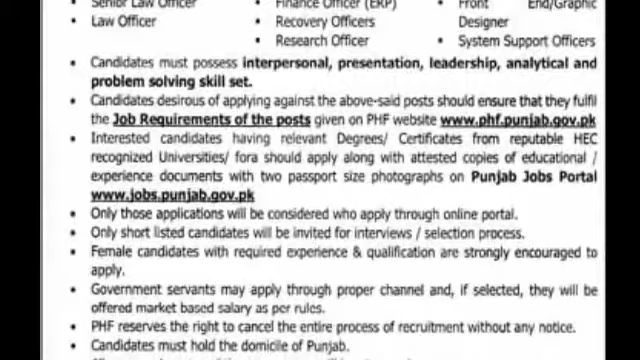 • Senior Law Officer • Finance Officer (ERP) • Front End/Graphic
• Law Officer • Recovery Officers Designer
• Research Officer • System Support Officers
• Candidates must possess interpersonal, presentation, leadership, analytical and
problem solving skill set.
• Candidates desirous of applying against the above-said posts should ensure that they fulfil
the Job Requirements of the posts given on PHF website www.phf.punjab.gov.pk
• Interested candidates having relevant Degrees/ Certificates from reputable HEC
recognized Universities/ fora should apply along with attested copies of educational /
experience documents with two passport size photographs on Punjab Jobs Portal
www.jobs.punjab.gov.pk
• Only those applications will be considered who apply through online portal.
• Only short listed candidates will be invited for interviews / selection process.
• Female candidates with required experience & qualification are strongly encouraged to
apply.
• Government servants may apply through proper channel and, if selected, they will be
offered market based salary as per rules.
• PHF reserves the right to cancel the entire process of recruitment without any notice.
• Candidates must hold the domicile of Punjab.